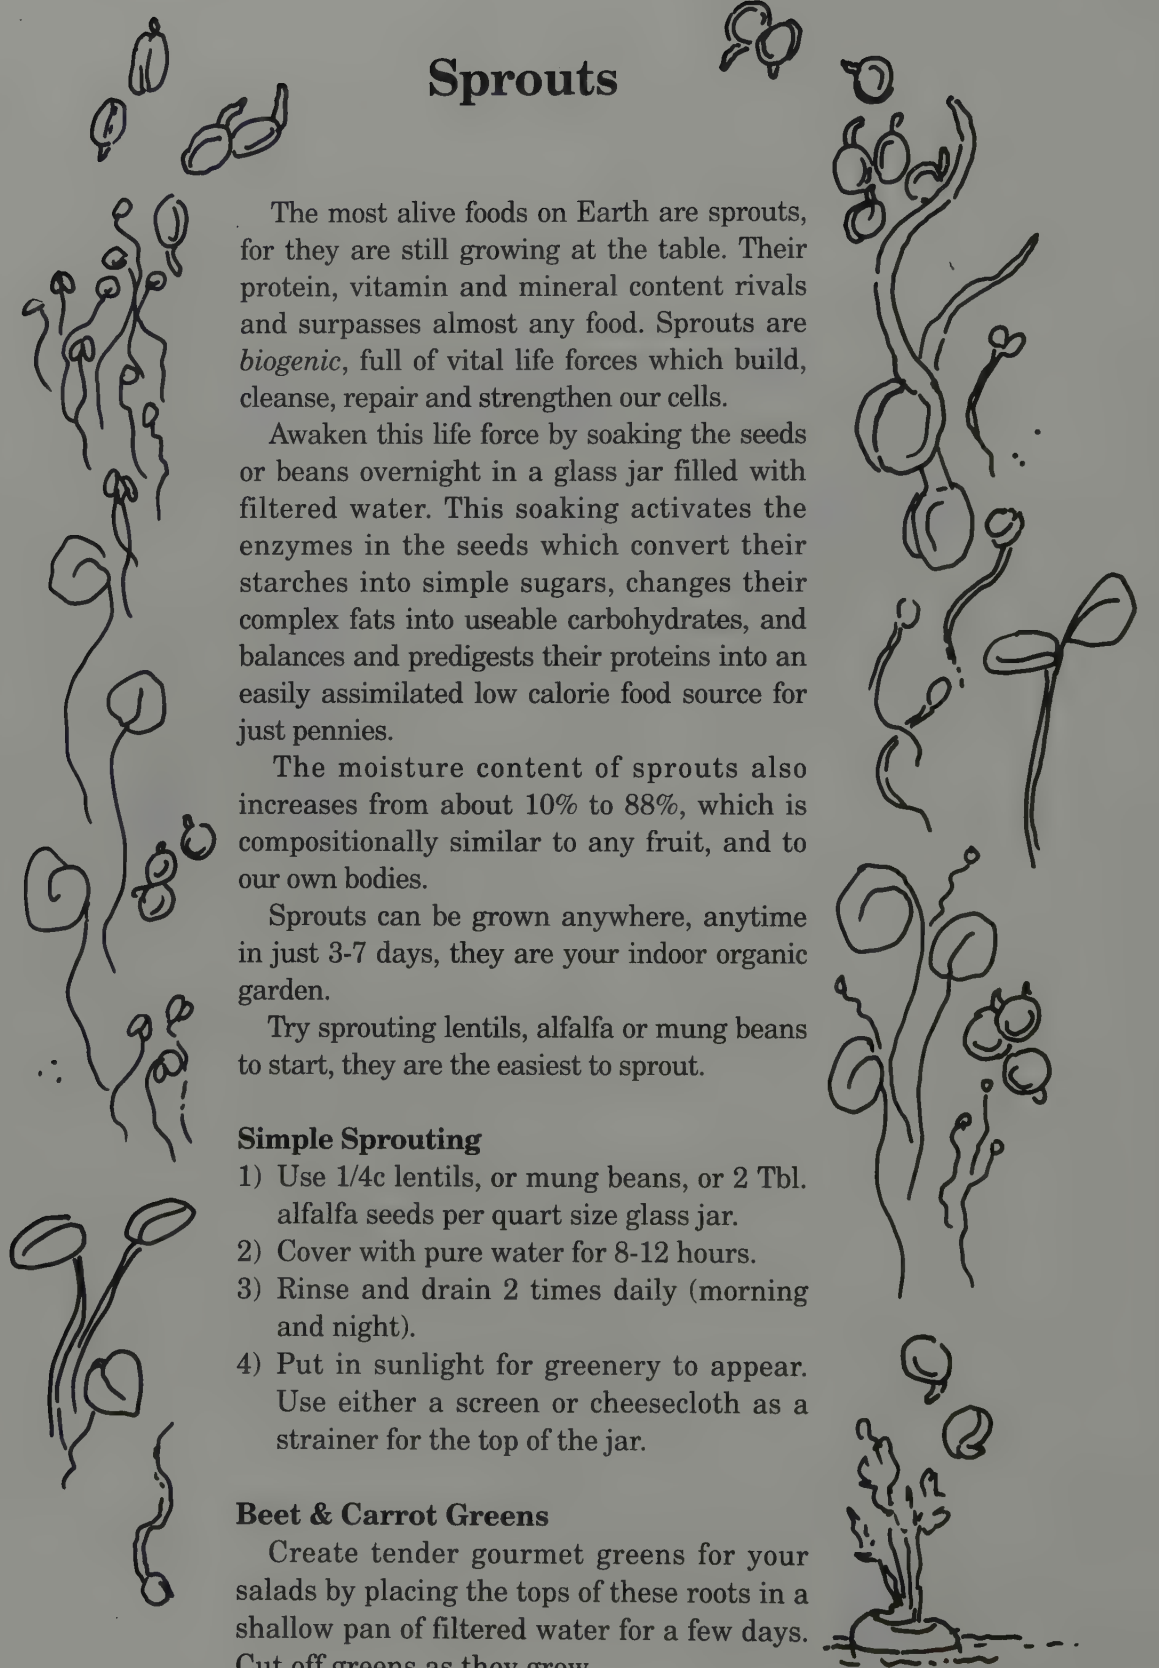 Sprouts
The most alive foods on Earth are sprouts,
for they are still growing at the table. Their
protein, vitamin and mineral content rivals
and surpasses almost any food. Sprouts are
biogenic, full of vital life forces which build,
cleanse, repair and strengthen our cells.
Awaken this life force by soaking the seeds
or beans overnight in a glass jar filled with
filtered water. This soaking activates the
enzymes in the seeds which convert their
starches into simple sugars, changes their
complex fats into useable carbohydrates, and
balances and predigests their proteins into an
easily assimilated low calorie food source for
just pennies.
The moisture content of sprouts also
increases from about 10% to 88%, which is
compositionally similar to any fruit, and to
our own bodies.
Sprouts can be grown anywhere, anytime
in just 3-7 days, they are your indoor organic
garden.
Try sprouting lentils, alfalfa or mung beans
to start, they are the easiest to sprout.
Simple Sprouting
1) Use 1/4c lentils, or mung beans, or 2 Tbl.
alfalfa seeds per quart size glass jar.
2) Cover with pure water for 8-12 hours.
3) Rinse and drain 2 times daily (morning
and night).
4) Put in sunlight for greenery to appear.
Use either a screen or cheesecloth as a
strainer for the top of the jar.
Beet & Carrot Greens
Create tender gourmet greens for your
salads by placing the tops of these roots in a
shallow pan of filtered water for a few days.
Cut off greens as they grow.